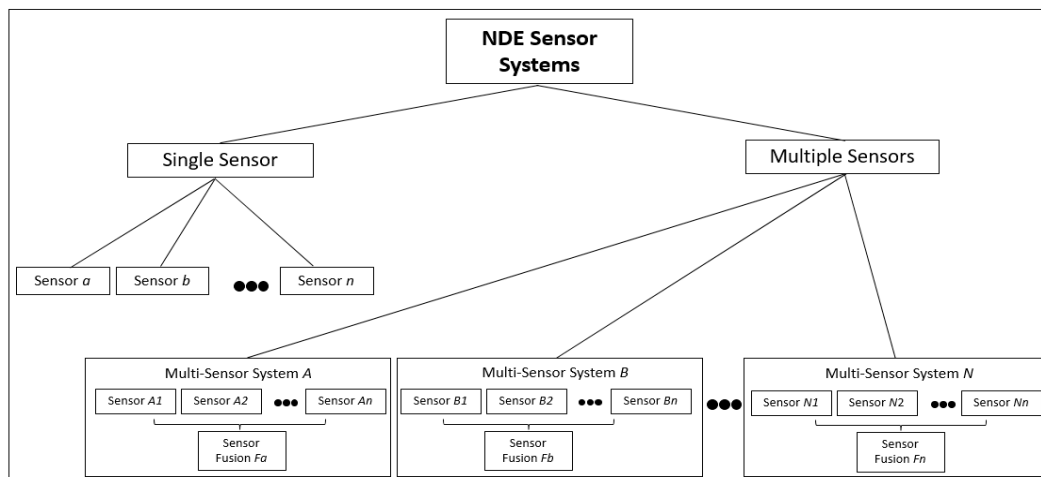 NDE Sensor
Systems
Single Sensor
Multiple Sensors
Sensor a
Sensor b
Sensor n
Multi-Sensor System A
Sensor A1
Sensor A2
Sensor An
Sensor
Fusion Fa
Multi-Sensor System B
Sensor B1
Sensor B2
Sensor Bn
Sensor
Fusion Fb
Multi-Sensor System N
Sensor N1
Sensor N2
Sensor Nn
Sensor
Fusion Fn